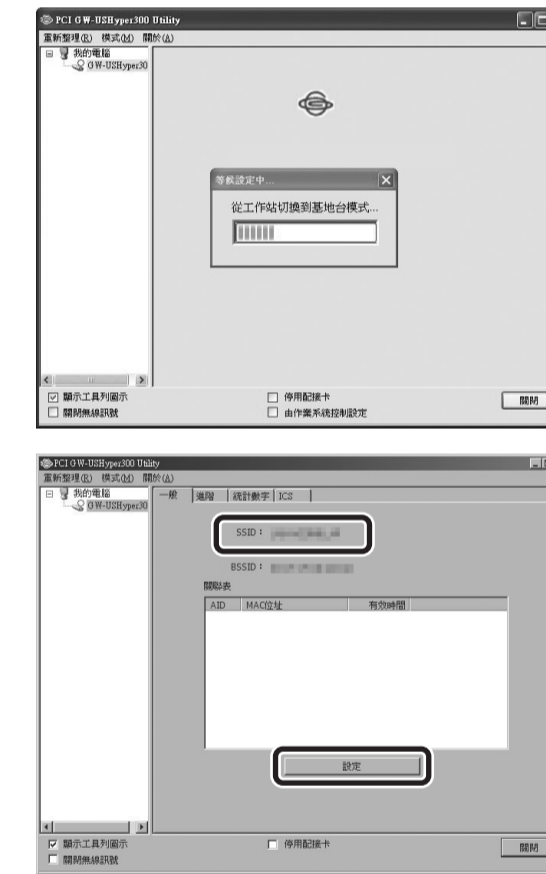 PCI GW-USHyper300 Utility
重新整理(R) 模式(M) 關於(A)
我的電腦
GW-USHyper30
等候設定中...
從工作站切換到基地台模式...
顯示工具列圖示
停用配接卡
關閉
關閉無線訊號
由作業系統控制設定
PCI GW-USHyper300 Utility
重新整理(R) 模式(M) 關於(A)
我的電腦
GW-USHyper30
一般 進階 統計數字 ICS
SSID：
BSSID：
關聯表
AID MAC位址 有效時間
設定
顯示工具列圖示
停用配接卡
關閉
關閉無線訊號